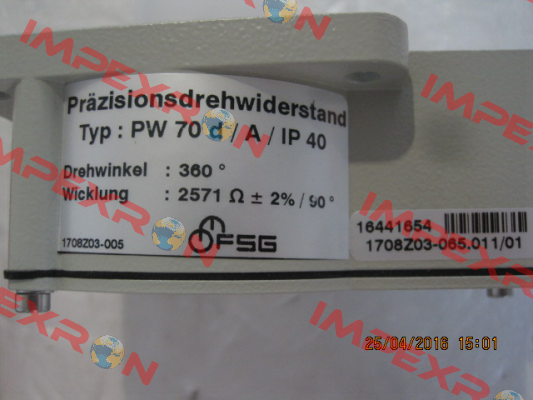 IMPEXRON
IMPEXRON
Präzisionsdrehwiderstand
Typ : PW 70 d / A / IP 40
Drehwinkel : 360 °
Wicklung : 2571 Ω ± 2% / 90°
1708Z03-005
FSG
16441654
1708Z03-065.011/01
IMPEXRON
IMPEXRON
25/04/2016 15:01